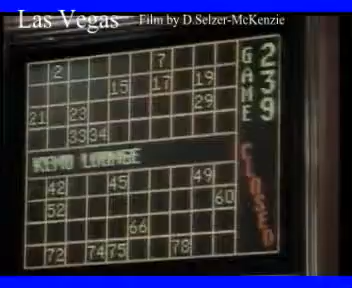 Las Vegas Film by D.Selzer-McKenzie
GAME 239
2 7
15 17 19
21 23 29
33 34
KENO LOUNGE
42 45 49
52 60
66
72 74 75 78
CLOSED